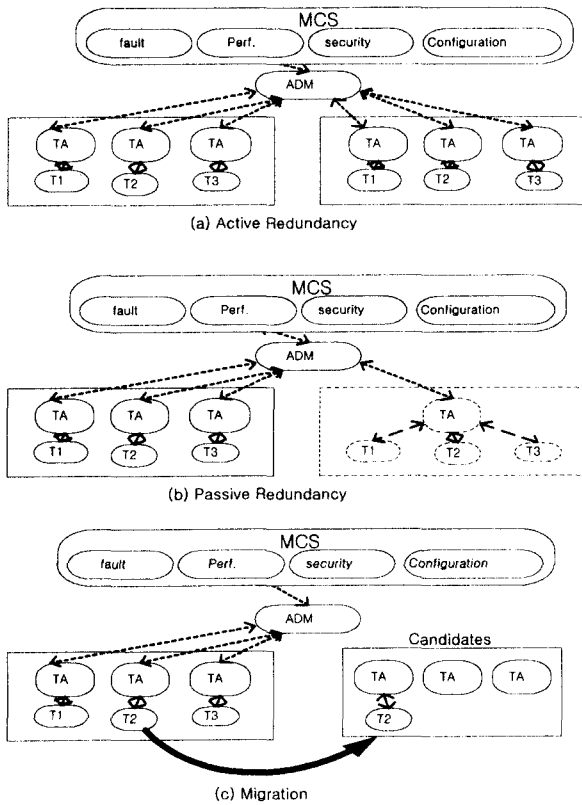 MCS
fault Perf. security Configuration
ADM
TA TA TA TA TA TA
T1 T2 T3 T1 T2 T3
(a) Active Redundancy
MCS
fault Perf. security Configuration
ADM
TA TA TA TA
T1 T2 T3 T1 T2 T3
(b) Passive Redundancy
MCS
fault Perf. security Configuration
ADM
Candidates
TA TA TA TA TA TA
T1 T2 T3 T2
(c) Migration